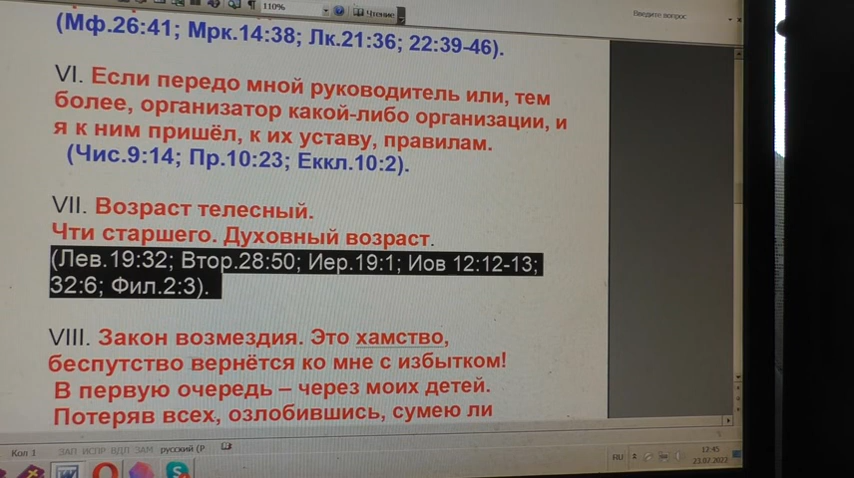 110%
Чтение
Введите вопрос
(Мф.26:41; Мрк.14:38; Лк.21:36; 22:39-46).
VI. Если передо мной руководитель или, тем
более, организатор какой-либо организации, и
я к ним пришёл, к их уставу, правилам.
(Чис.9:14; Пр.10:23; Еккл.10:2).
VII. Возраст телесный.
Чти старшего. Духовный возраст.
(Лев.19:32; Втор.28:50; Иер.19:1; Иов 12:12-13;
32:6; Фил.2:3).
VIII. Закон возмездия. Это хамство,
беспутство вернётся ко мне с избытком!
В первую очередь – через моих детей.
Потеряв всех, озлобившись, сумею ли
Кол 1 ЗАП ИСПР ВДЛ ЗАМ русский (Р
RU 12:45
23.07.2022